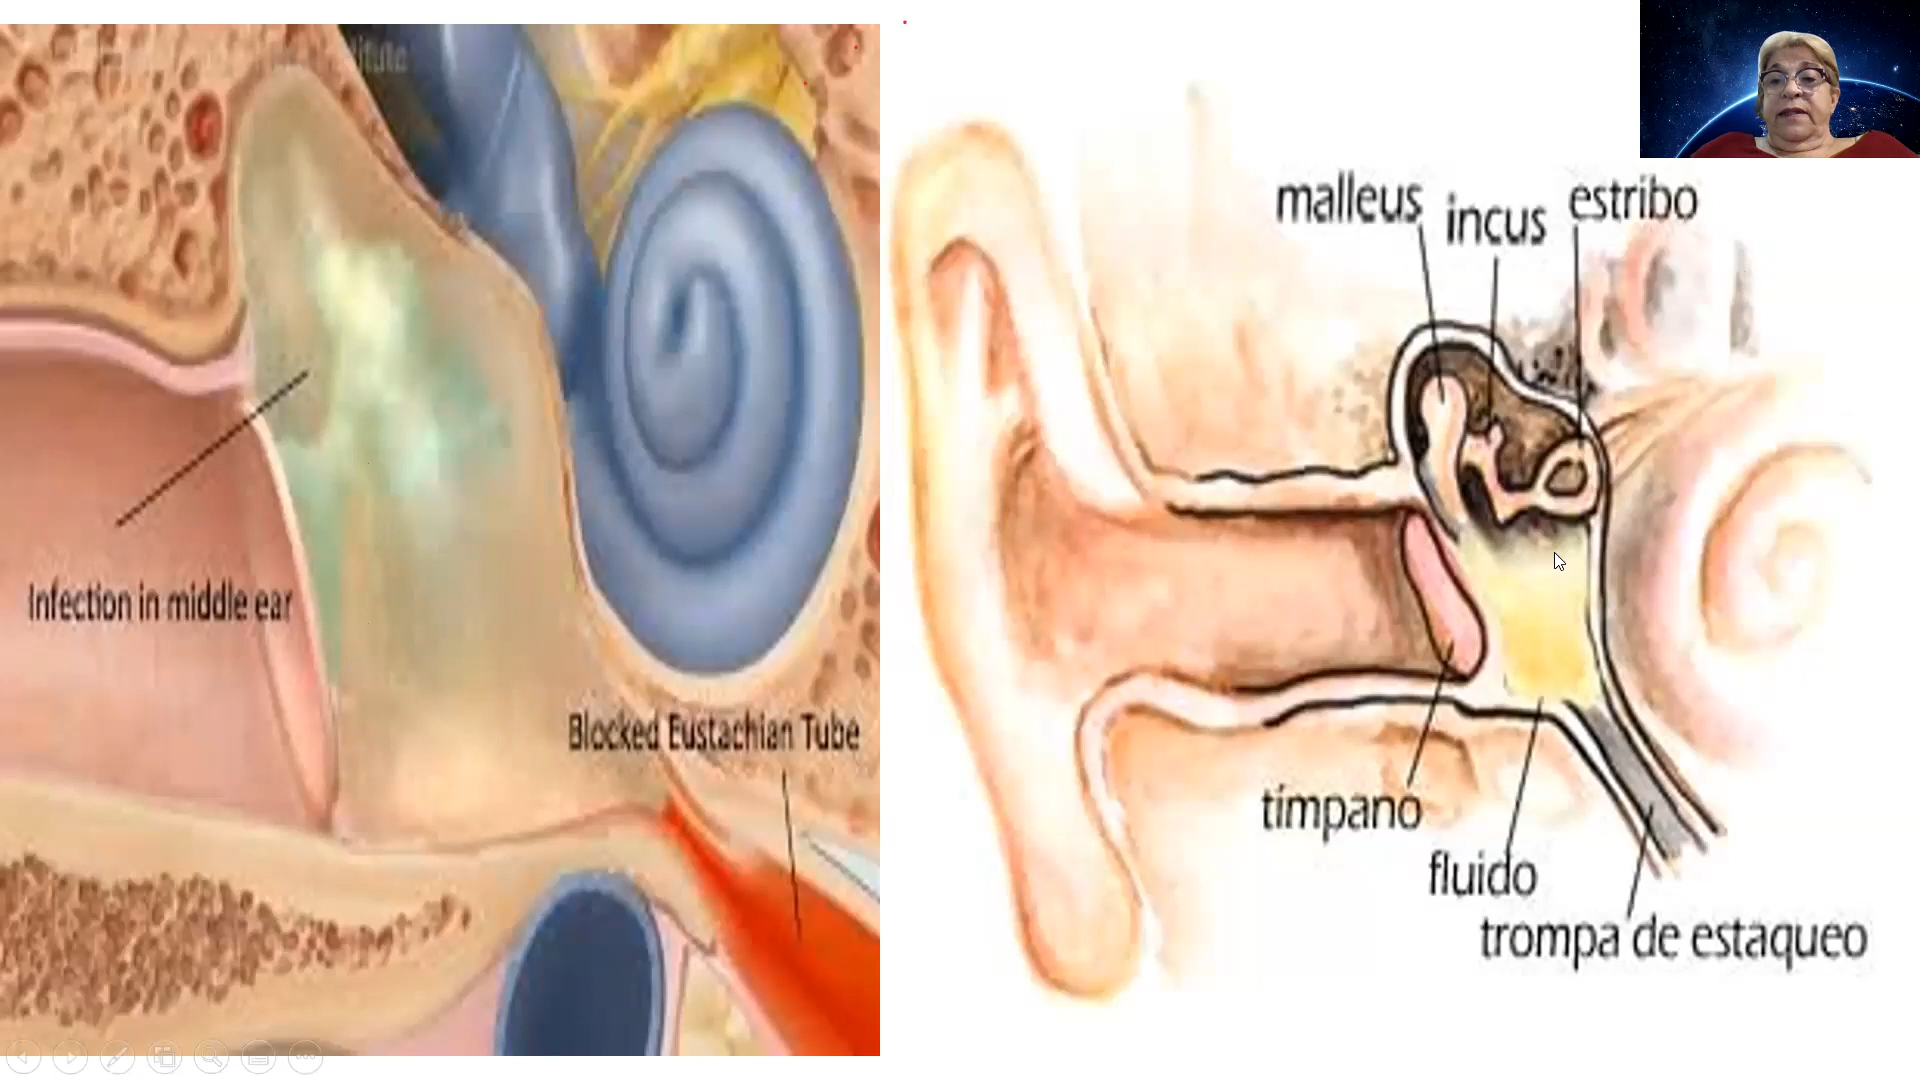 Infection in middle ear
Blocked Eustachian Tube
malleus
incus
estribo
tímpano
fluido
trompa de estaqueo